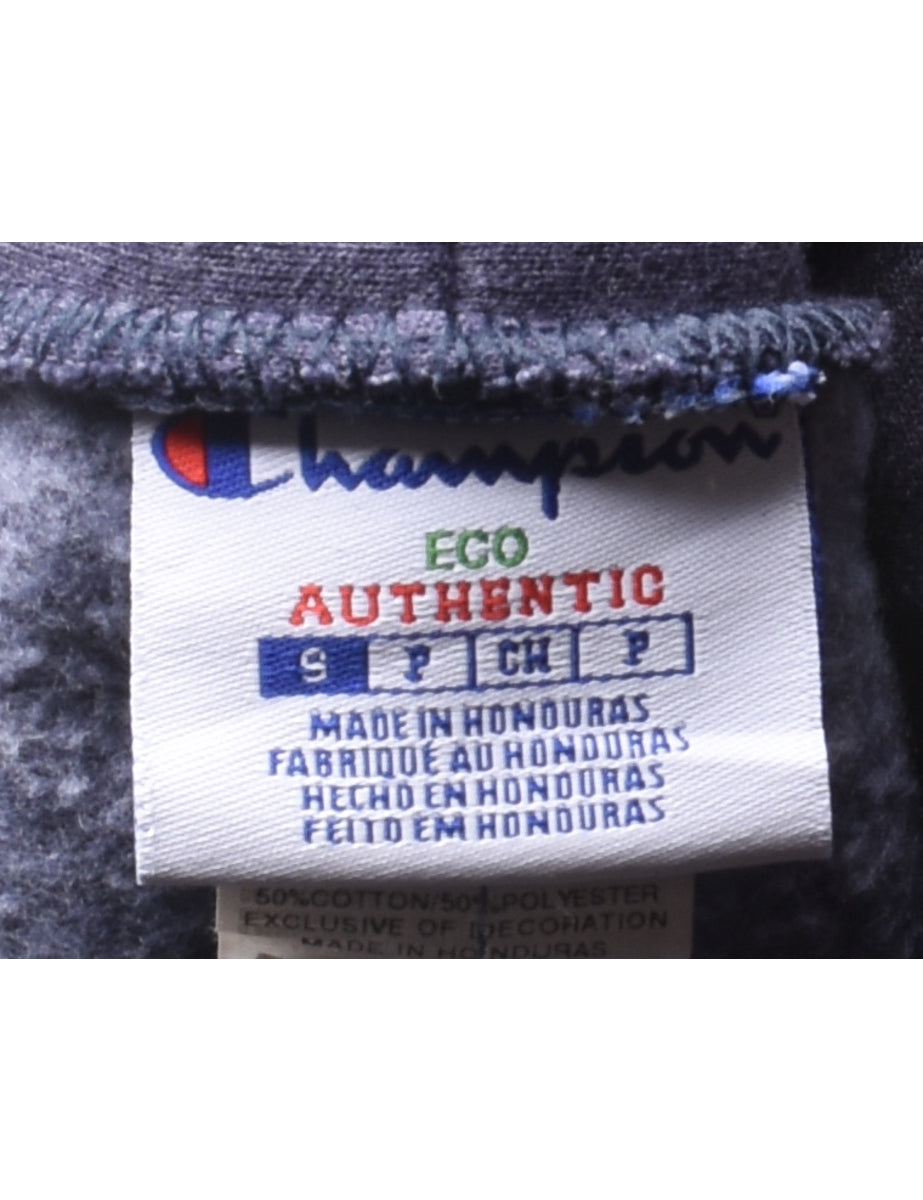 Champion
ECO
AUTHENTIC
S P CH P
MADE IN HONDURAS
FABRIQUÉ AU HONDURAS
HECHO EN HONDURAS
FEITO EM HONDURAS
50%COTTON/50%POLYESTER
EXCLUSIVE OF DECORATION
MADE IN HONDURAS